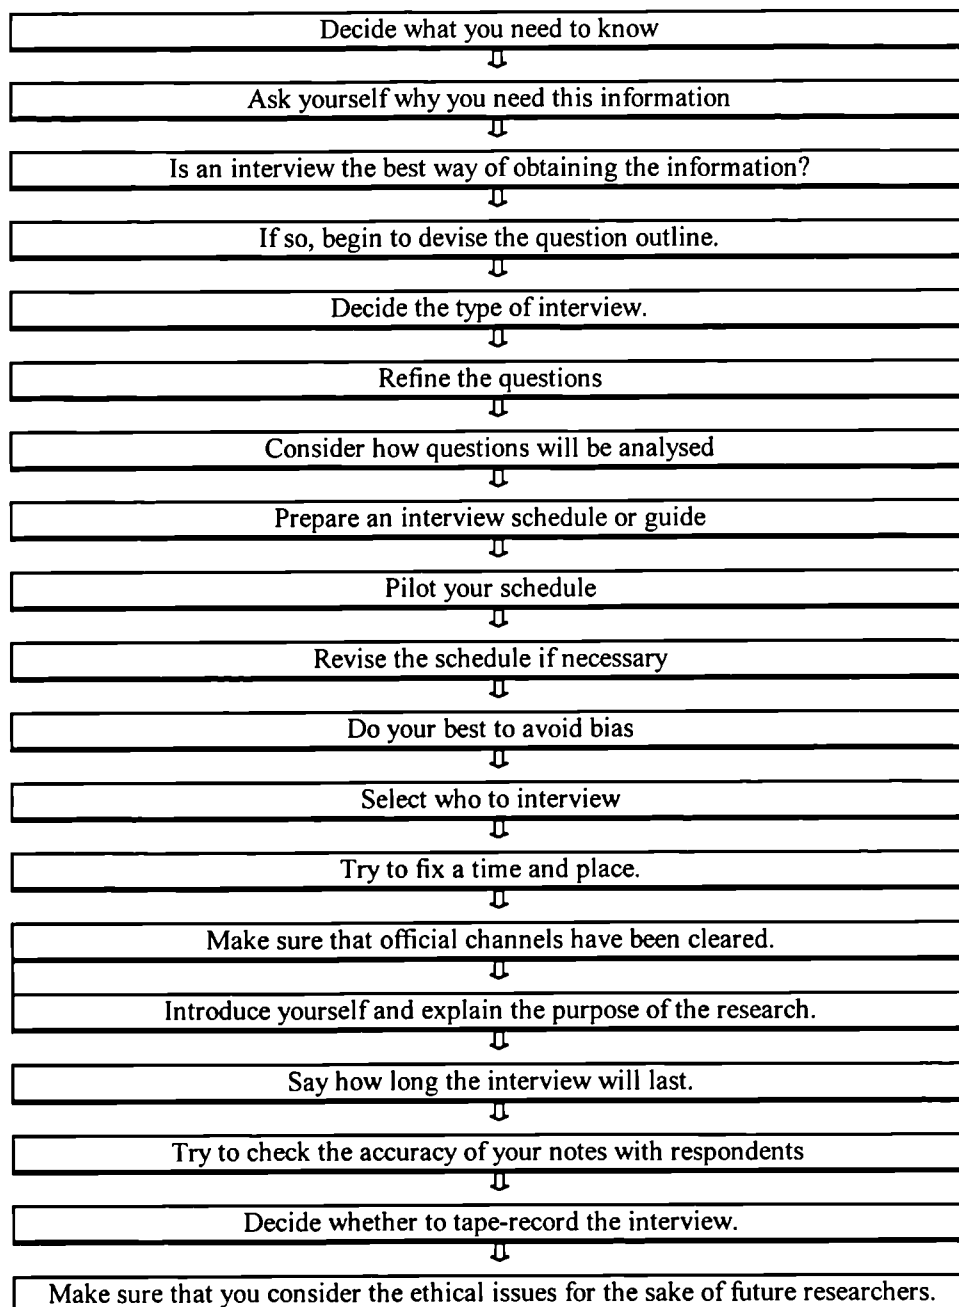 Decide what you need to know
Ask yourself why you need this information
Is an interview the best way of obtaining the information?
If so, begin to devise the question outline.
Decide the type of interview.
Refine the questions
Consider how questions will be analysed
Prepare an interview schedule or guide
Pilot your schedule
Revise the schedule if necessary
Do your best to avoid bias
Select who to interview
Try to fix a time and place.
Make sure that official channels have been cleared.
Introduce yourself and explain the purpose of the research.
Say how long the interview will last.
Try to check the accuracy of your notes with respondents
Decide whether to tape-record the interview.
Make sure that you consider the ethical issues for the sake of future researchers.